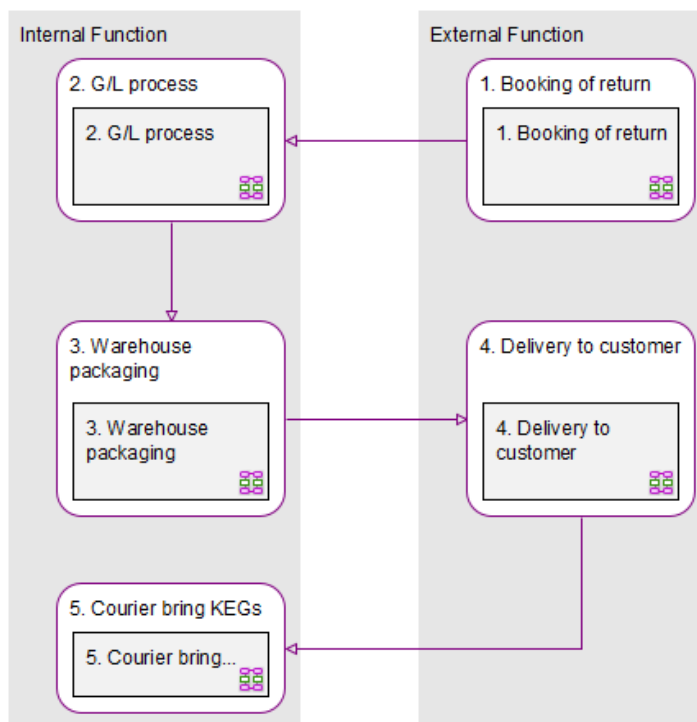 Internal Function
External Function
2. G/L process
2. G/L process
1. Booking of return
1. Booking of return
3. Warehouse
packaging
3. Warehouse
packaging
4. Delivery to customer
4. Delivery to
customer
5. Courier bring KEGs
5. Courier bring...